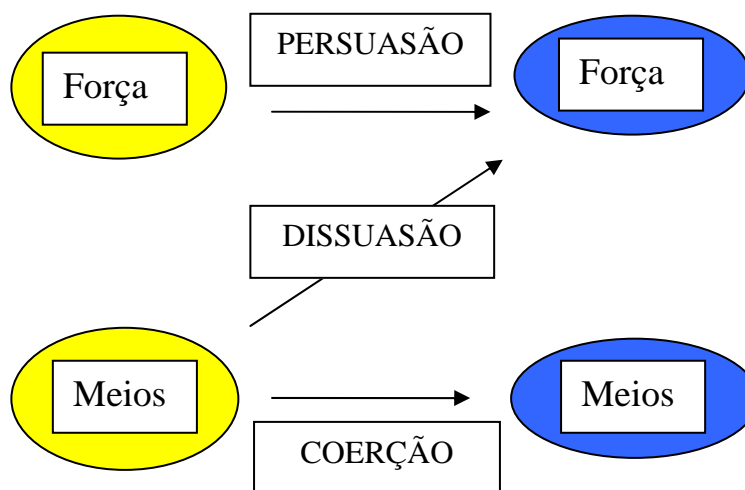 PERSUASÃO
Força
Força
DISSUASÃO
Meios
Meios
COERÇÃO